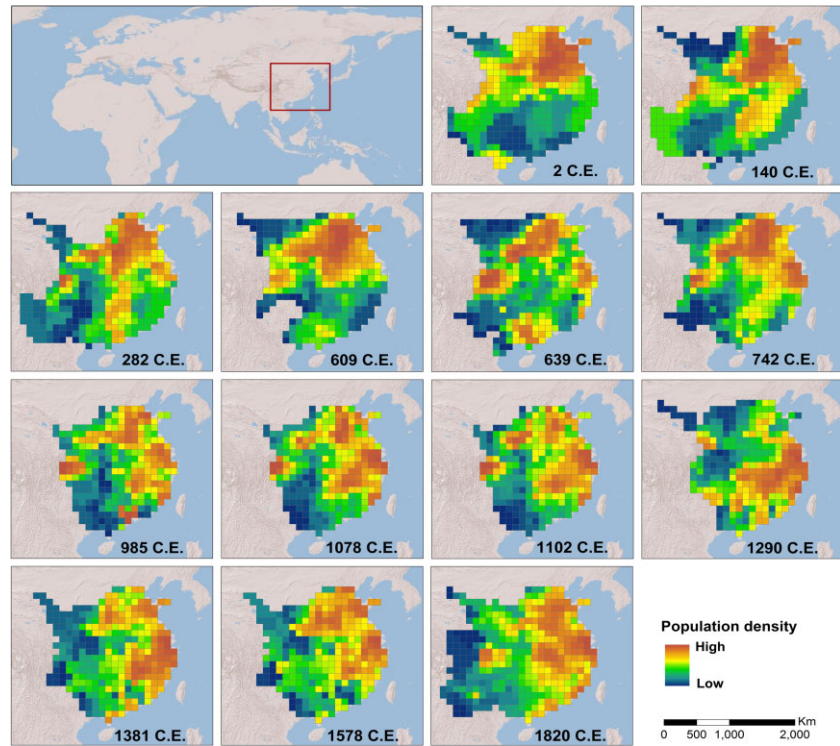 2 C.E.
140 C.E.
282 C.E.
609 C.E.
639 C.E.
742 C.E.
985 C.E.
1078 C.E.
1102 C.E.
1290 C.E.
1381 C.E.
1578 C.E.
1820 C.E.
Population density
High
Low
Km
0 500 1,000 2,000